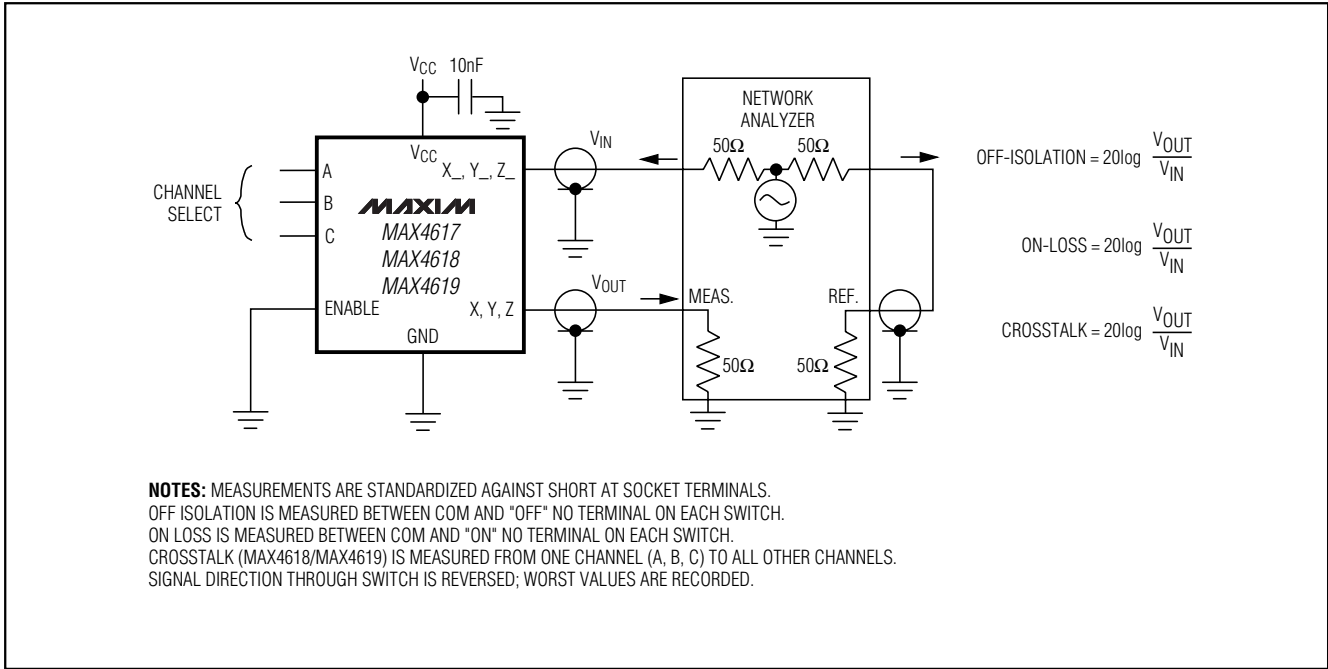 VCC 10nF
NETWORK
ANALYZER
50Ω 50Ω
VIN
VCC
X_, Y_, Z_
CHANNEL
SELECT
A
B
C
MAXIM
MAX4617
MAX4618
MAX4619
ENABLE
X, Y, Z
GND
VOUT
MEAS.
REF.
50Ω 50Ω
OFF-ISOLATION = 20log VOUT
VIN
ON-LOSS = 20log VOUT
VIN
CROSSTALK = 20log VOUT
VIN
NOTES: MEASUREMENTS ARE STANDARDIZED AGAINST SHORT AT SOCKET TERMINALS.
OFF ISOLATION IS MEASURED BETWEEN COM AND "OFF" NO TERMINAL ON EACH SWITCH.
ON LOSS IS MEASURED BETWEEN COM AND "ON" NO TERMINAL ON EACH SWITCH.
CROSSTALK (MAX4618/MAX4619) IS MEASURED FROM ONE CHANNEL (A, B, C) TO ALL OTHER CHANNELS.
SIGNAL DIRECTION THROUGH SWITCH IS REVERSED; WORST VALUES ARE RECORDED.